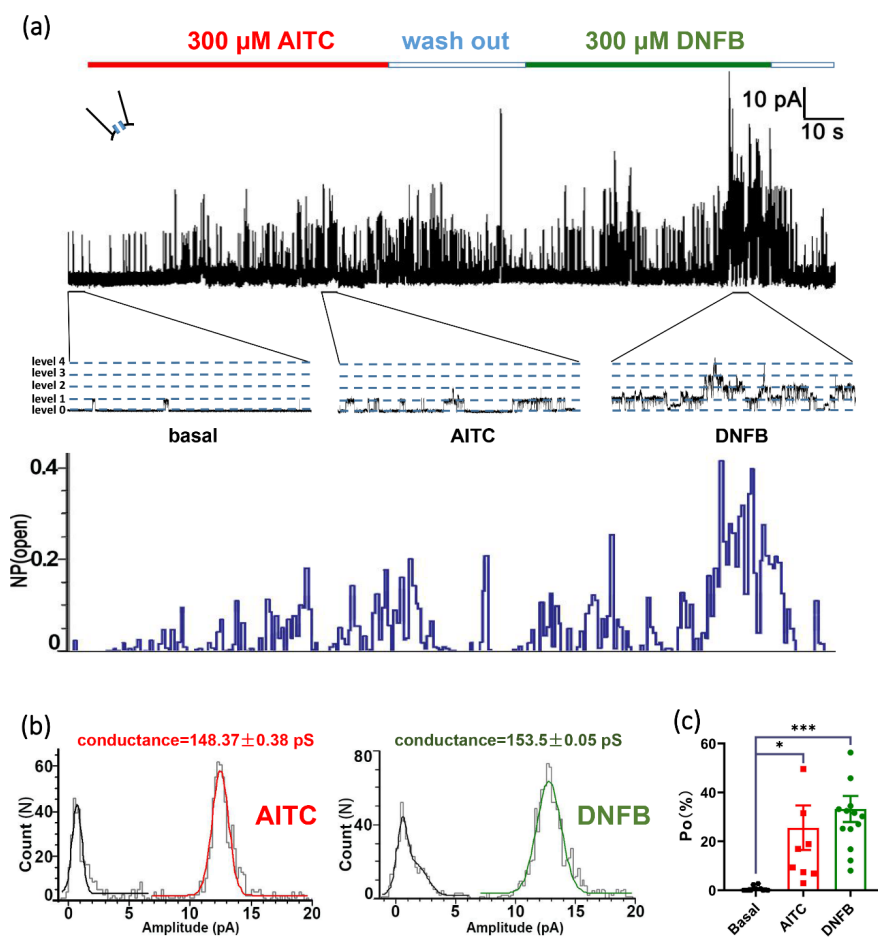 (a)
300 µM AITC wash out 300 µM DNFB
10 pA
10 s
level 4
level 3
level 2
level 1
level 0
basal AITC DNFB
NP(open)
0.4
0.2
0
(b)
conductance=148.37±0.38 pS
AITC
Count (N)
60
40
20
0
0 5 10 15 20
Amplitude (pA)
conductance=153.5±0.05 pS
DNFB
Count (N)
80
40
0
0 5 10 15 20
Amplitude (pA)
(c)
***
*
Po(%)
60
40
20
0
Basal AITC DNFB